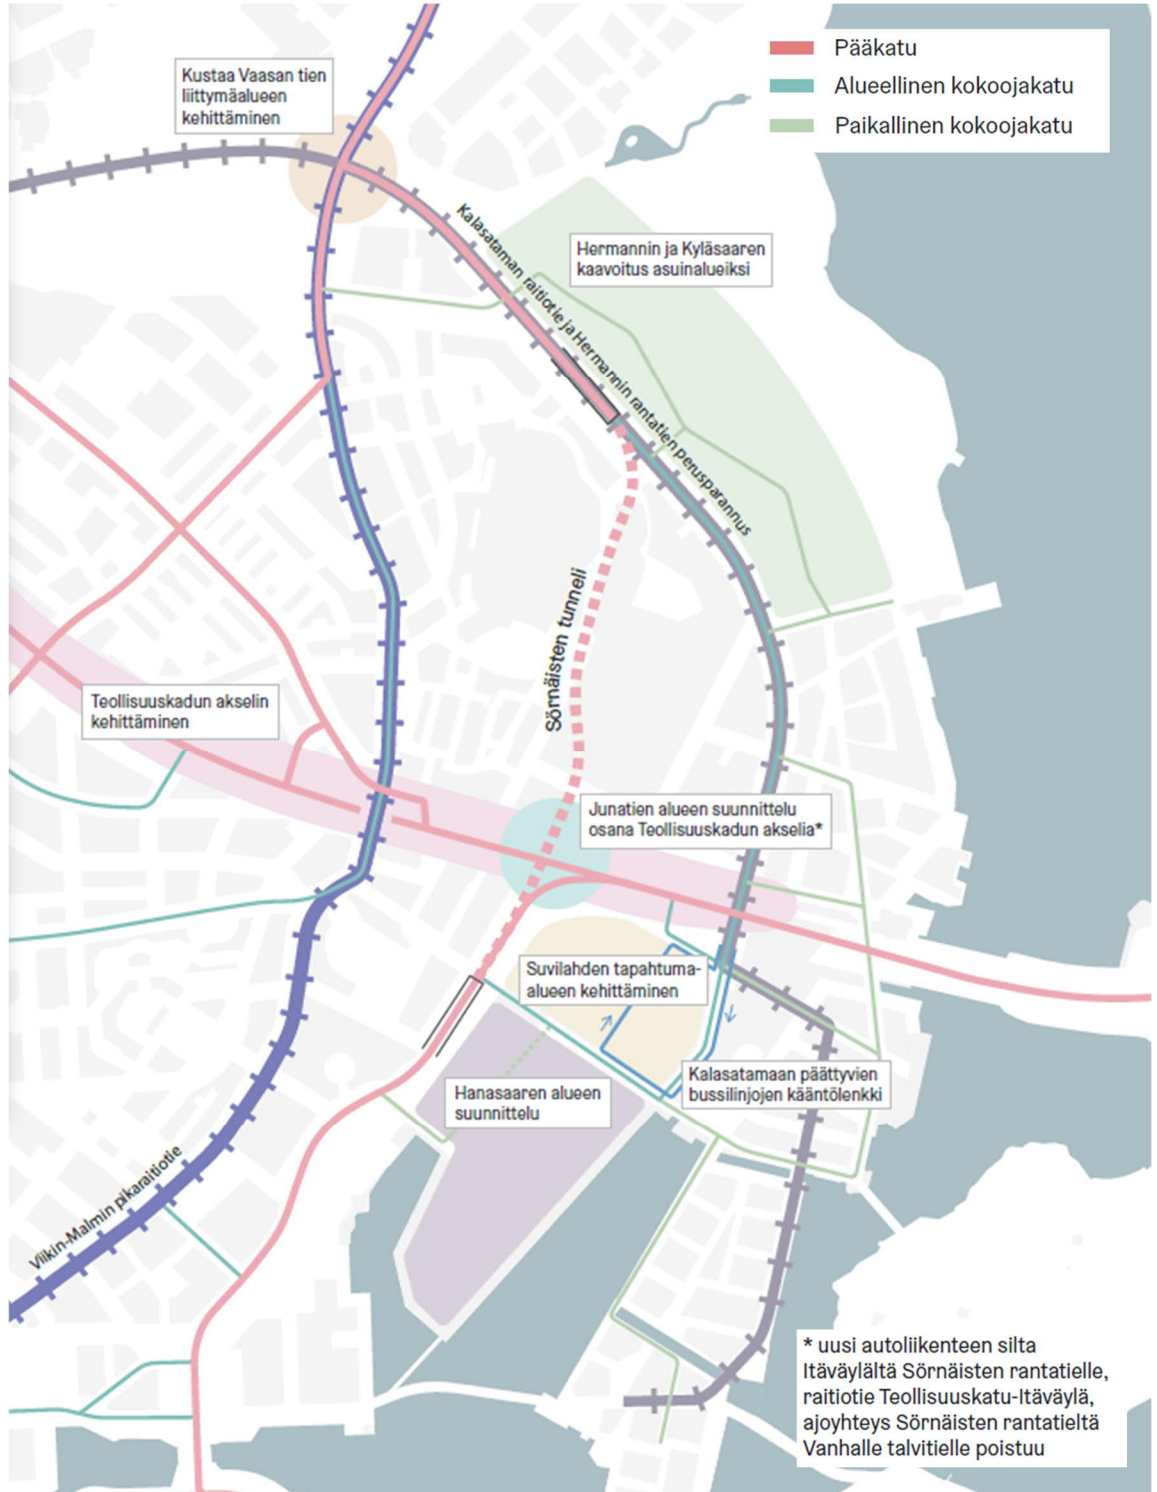 Pääkatu
Alueellinen kokoojakatu
Paikallinen kokoojakatu
Kustaa Vaasan tien
liittymäalueen
kehittäminen
Kalasataman raitiotie ja Hermannin rantatien perusparannus
Hermannin ja Kyläsaaren
kaavoitus asuinalueiksi
Sörnäisten tunneli
Teollisuuskadun akselin
kehittäminen
Junatien alueen suunnittelu
osana Teollisuuskadun akselia*
Suvilahden tapahtuma-
alueen kehittäminen
Kalasatamaan päättyvien
bussilinjojen kääntölenkki
Hanasaaren alueen
suunnittelu
Viikin-Malmin pikaraitiotie
* uusi autoliikenteen silta
Itäväylältä Sörnäisten rantatielle,
raitiotie Teollisuuskatu-Itäväylä,
ajoyhteys Sörnäisten rantatieltä
Vanhalle talvitielle poistuu